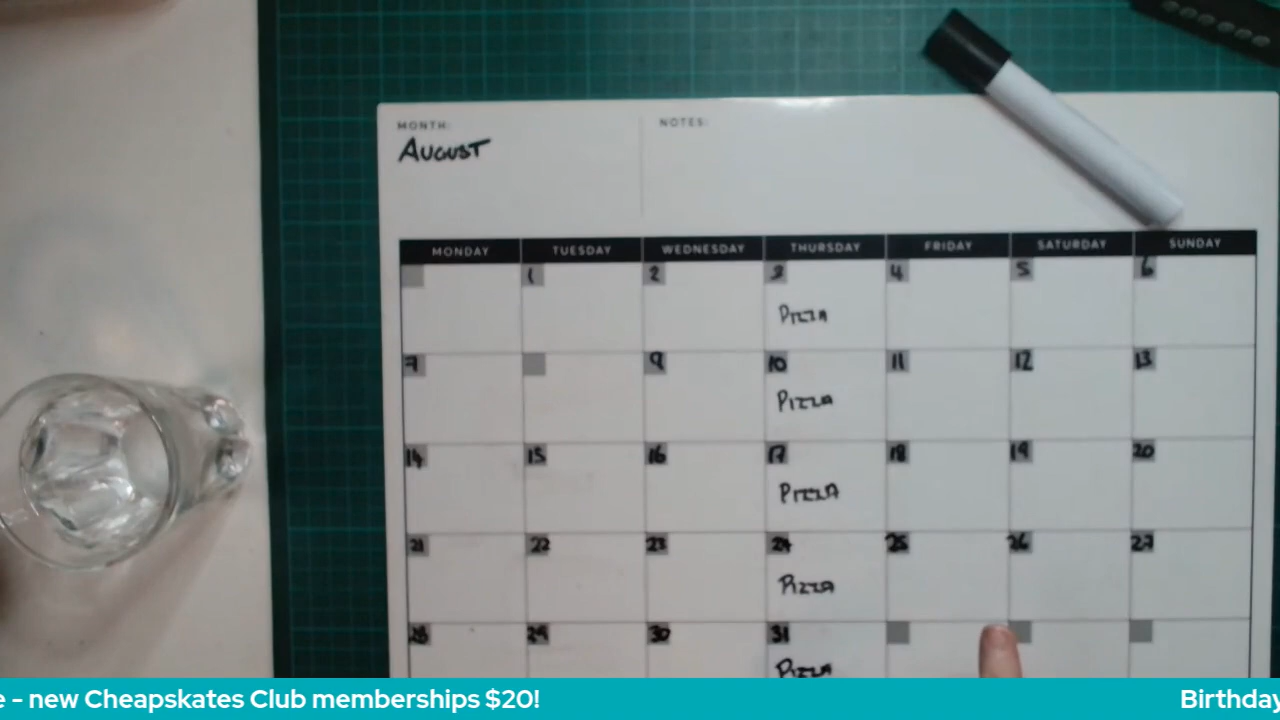 MONTH:
NOTES:
AUGUST
MONDAY TUESDAY WEDNESDAY THURSDAY FRIDAY SATURDAY SUNDAY
1 2 3 4 5 6
PIZZA
7 9 10 11 12 13
PIZZA
14 15 16 17 18 19 20
PIZZA
21 22 23 24 25 26 27
PIZZA
28 29 30 31
PIZZA
e - new Cheapskates Club memberships $20! Birthday